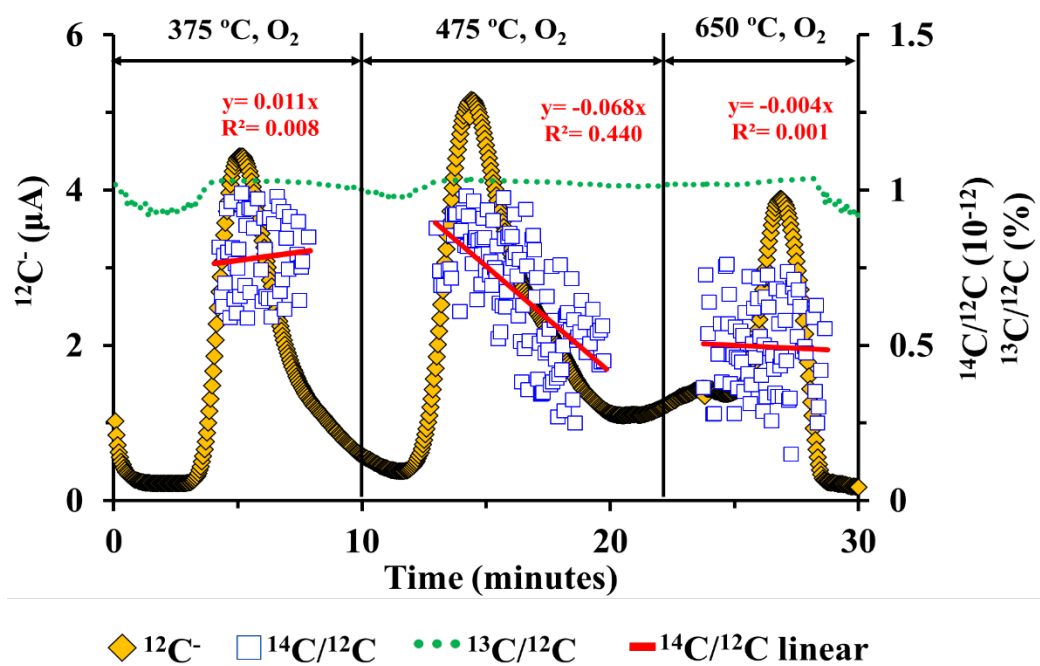 375 ºC, O₂
475 ºC, O₂
650 ºC, O₂
y= 0.011x
R²= 0.008
y= -0.068x
R²= 0.440
y= -0.004x
R²= 0.001
6
4
2
0
¹²C⁻ (µA)
1.5
1
0.5
0
¹⁴C/¹²C (10⁻¹²)
¹³C/¹²C (%)
0
10
20
30
Time (minutes)
¹²C⁻
¹⁴C/¹²C
¹³C/¹²C
¹⁴C/¹²C linear